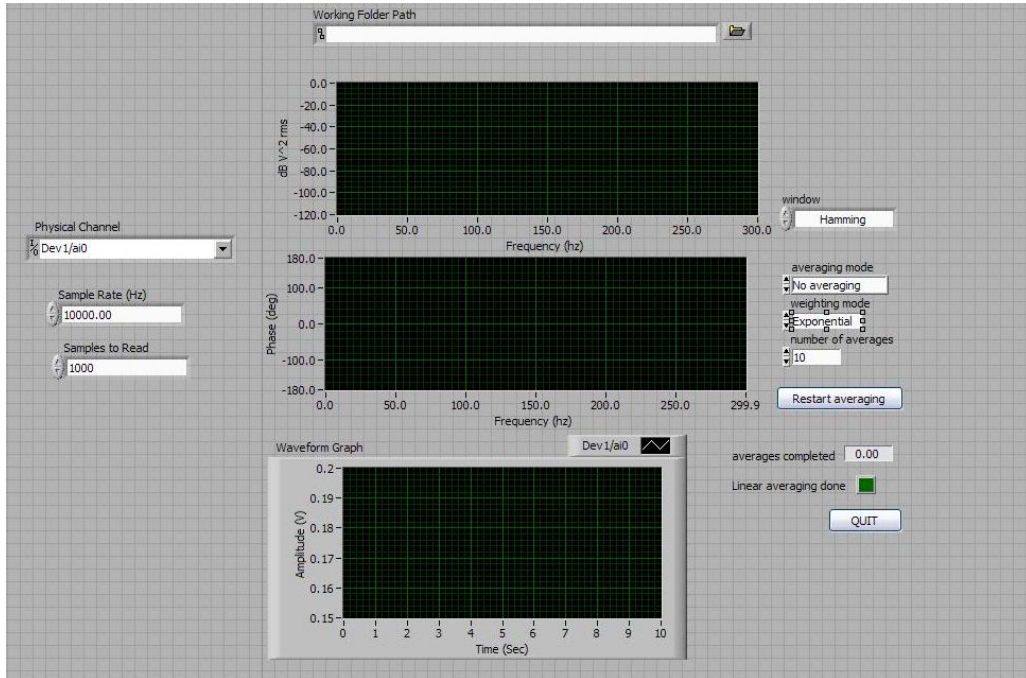 Working Folder Path
0.0
-20.0
-40.0
-60.0
-80.0
-100.0
-120.0
dB V^2 rms
0.0 50.0 100.0 150.0 200.0 250.0 300.0
Frequency (hz)
window
Hamming
Physical Channel
I/O Dev1/ai0
Sample Rate (Hz)
10000.00
Samples to Read
1000
180.0
100.0
0.0
-100.0
-180.0
Phase (deg)
0.0 50.0 100.0 150.0 200.0 250.0 299.9
Frequency (hz)
averaging mode
No averaging
weighting mode
Exponential
number of averages
10
Restart averaging
Waveform Graph
Dev1/ai0
0.2
0.19
0.18
0.17
0.16
0.15
Amplitude (V)
0 1 2 3 4 5 6 7 8 9 10
Time (Sec)
averages completed 0.00
Linear averaging done
QUIT